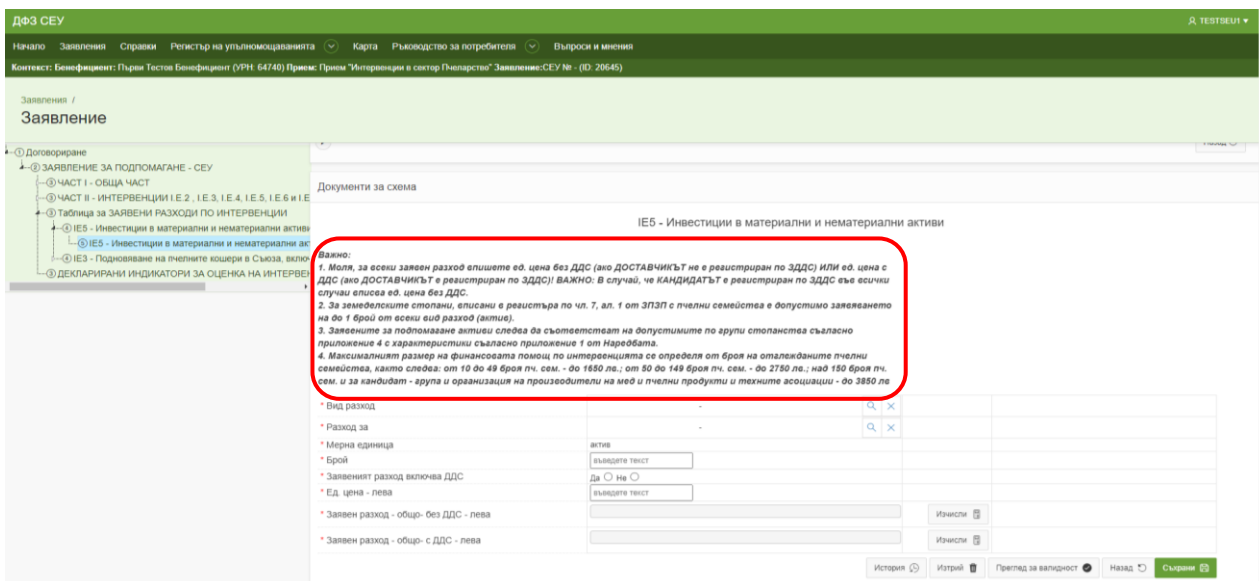 ДФЗ СЕУ
TESTSEU1
Начало Заявления Справки Регистър на упълномощаванията Карта Ръководство за потребителя Въпроси и мнения
Контекст: Бенефициент: Първи Тестов Бенефициент (УРН: 64740) Прием: Прием "Интервенции в сектор Пчеларство" Заявление:СЕУ № - (ID: 20645)
Заявления /
Заявление
Назад
1 Договориране
2 ЗАЯВЛЕНИЕ ЗА ПОДПОМАГАНЕ - СЕУ
3 ЧАСТ I - ОБЩА ЧАСТ
3 ЧАСТ II - ИНТЕРВЕНЦИИ I.E.2 , I.E.3, I.E.4, I.E.5, I.E.6 и I.E
3 Таблица за ЗАЯВЕНИ РАЗХОДИ ПО ИНТЕРВЕНЦИИ
4 IE5 - Инвестиции в материални и нематериални активи
5 IE5 - Инвестиции в материални и нематериални ак
4 IE3 - Подновяване на пчелните кошери в Съюза, вклю
3 ДЕКЛАРИРАНИ ИНДИКАТОРИ ЗА ОЦЕНКА НА ИНТЕРВЕ
Документи за схема
IE5 - Инвестиции в материални и нематериални активи
Важно:
1. Моля, за всеки заявен разход впишете ед. цена без ДДС (ако ДОСТАВЧИКЪТ не е регистриран по ЗДДС) ИЛИ ед. цена с
ДДС (ако ДОСТАВЧИКЪТ е регистриран по ЗДДС)! ВАЖНО: В случай, че КАНДИДАТЪТ е регистриран по ЗДДС във всички
случаи вписва ед. цена без ДДС.
2. За земеделските стопани, вписани в регистъра по чл. 7, ал. 1 от ЗПЗП с пчелни семейства е допустимо заявяването
на до 1 брой от всеки вид разход (актив).
3. Заявените за подпомагане активи следва да съответстват на допустимите по групи стопанства съгласно
приложение 4 с характеристики съгласно приложение 1 от Наредбата.
4. Максималният размер на финансовата помощ по интервенцията се определя от броя на отглежданите пчелни
семейства, както следва: от 10 до 49 броя пч. сем. - до 1650 лв.; от 50 до 149 броя пч. сем. - до 2750 лв.; над 150 броя пч.
сем. и за кандидат - група и организация на производители на мед и пчелни продукти и техните асоциации - до 3850 лв
* Вид разход -
* Разход за -
* Мерна единица актив
* Брой въведете текст
* Заявеният разход включва ДДС Да Не
* Ед. цена - лева въведете текст
* Заявен разход - общо- без ДДС - лева Изчисли
* Заявен разход - общо- с ДДС - лева Изчисли
История Изтрий Преглед за валидност Назад Съхрани